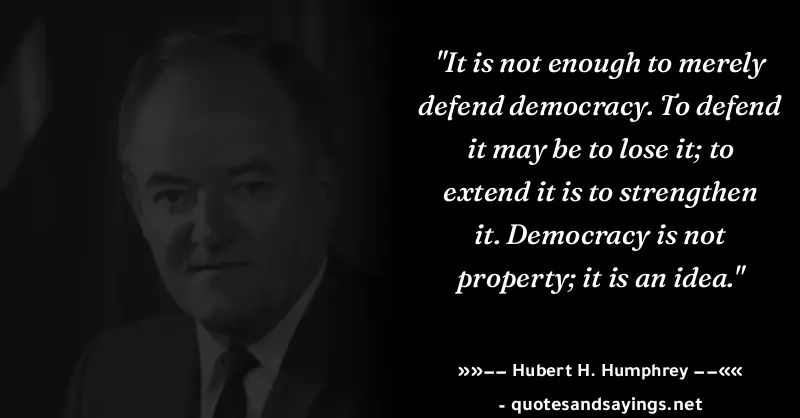 "It is not enough to merely
defend democracy. To defend
it may be to lose it; to
extend it is to strengthen
it. Democracy is not
property; it is an idea."
»»−− Hubert H. Humphrey −−««
- quotesandsayings.net